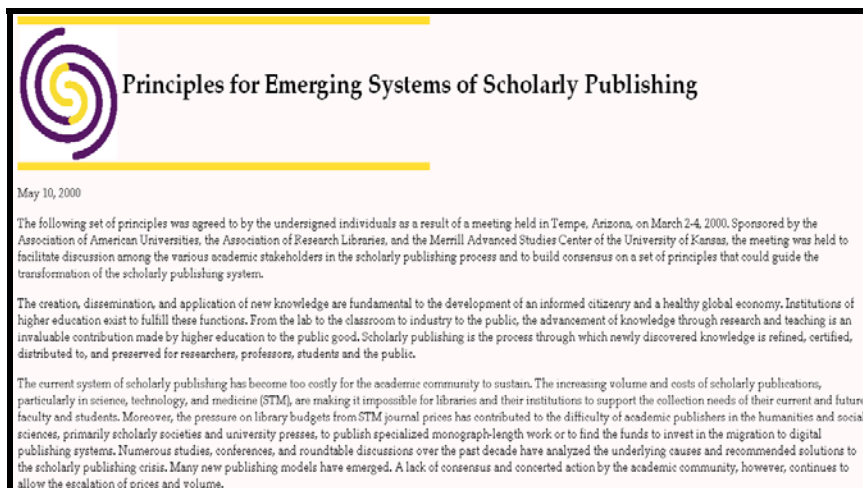 Principles for Emerging Systems of Scholarly Publishing
May 10, 2000
The following set of principles was agreed to by the undersigned individuals as a result of a meeting held in Tempe, Arizona, on March 2-4, 2000. Sponsored by the
Association of American Universities, the Association of Research Libraries, and the Merrill Advanced Studies Center of the University of Kansas, the meeting was held to
facilitate discussion among the various academic stakeholders in the scholarly publishing process and to build consensus on a set of principles that could guide the
transformation of the scholarly publishing system.
The creation, dissemination, and application of new knowledge are fundamental to the development of an informed citizenry and a healthy global economy. Institutions of
higher education exist to fulfill these functions. From the lab to the classroom to industry to the public, the advancement of knowledge through research and teaching is an
invaluable contribution made by higher education to the public good. Scholarly publishing is the process through which newly discovered knowledge is refined, certified,
distributed to, and preserved for researchers, professors, students and the public.
The current system of scholarly publishing has become too costly for the academic community to sustain. The increasing volume and costs of scholarly publications,
particularly in science, technology, and medicine (STM), are making it impossible for libraries and their institutions to support the collection needs of their current and future
faculty and students. Moreover, the pressure on library budgets from STM journal prices has contributed to the difficulty of academic publishers in the humanities and social
sciences, primarily scholarly societies and university presses, to publish specialized monograph-length work or to find the funds to invest in the migration to digital
publishing systems. Numerous studies, conferences, and roundtable discussions over the past decade have analyzed the underlying causes and recommended solutions to
the scholarly publishing crisis. Many new publishing models have emerged. A lack of consensus and concerted action by the academic community, however, continues to
allow the escalation of prices and volume.